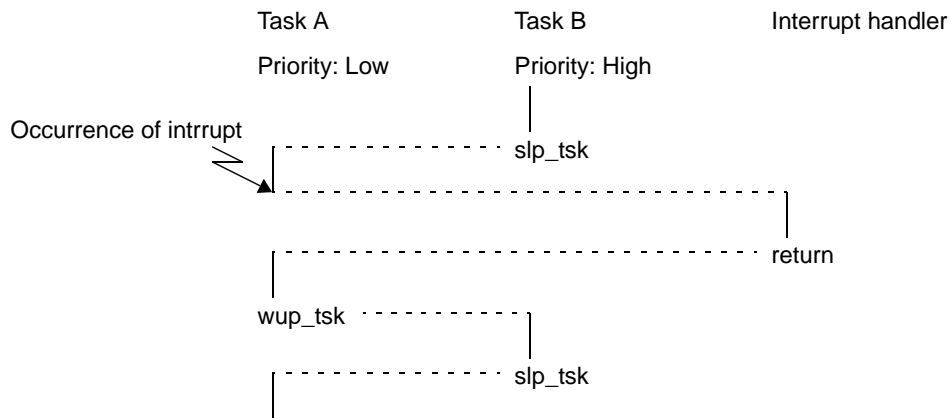 Task A Task B Interrupt handler
Priority: Low Priority: High
Occurrence of intrrupt
slp_tsk
return
wup_tsk
slp_tsk